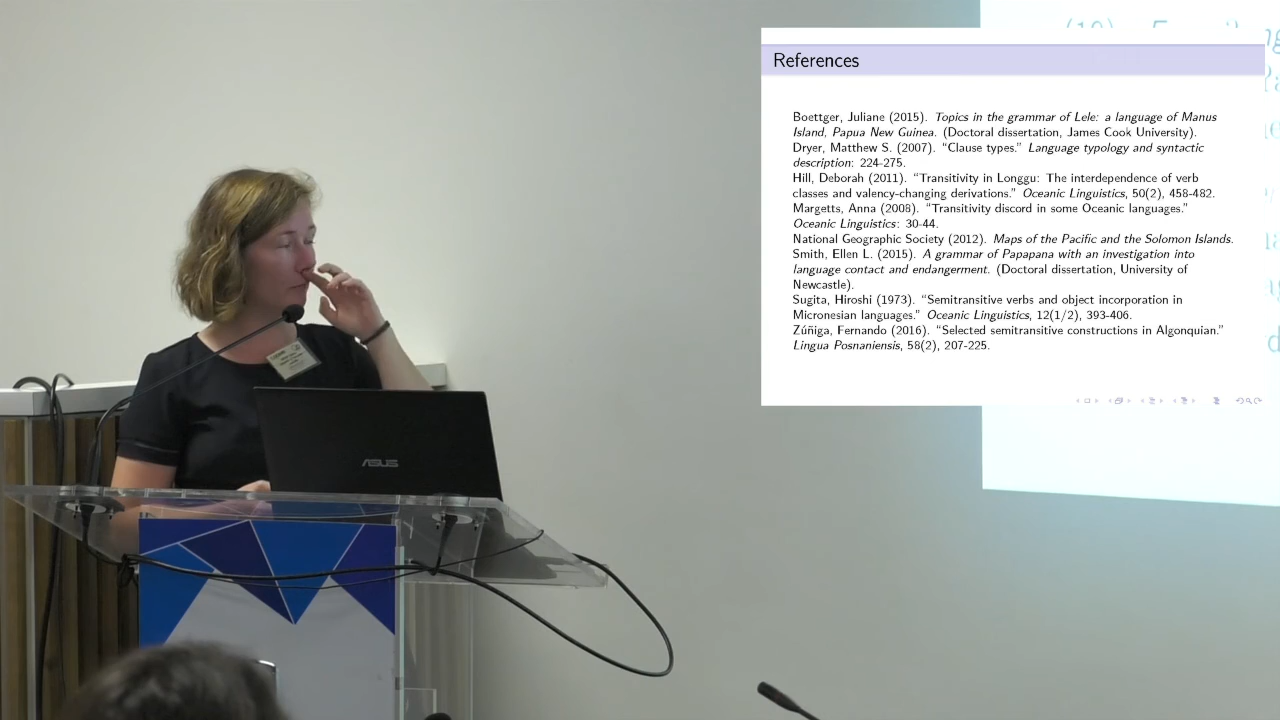 References
Boettger, Juliane (2015). Topics in the grammar of Lele: a language of Manus
Island, Papua New Guinea. (Doctoral dissertation, James Cook University).
Dryer, Matthew S. (2007). “Clause types.” Language typology and syntactic
description: 224-275.
Hill, Deborah (2011). “Transitivity in Longgu: The interdependence of verb
classes and valency-changing derivations.” Oceanic Linguistics, 50(2), 458-482.
Margetts, Anna (2008). “Transitivity discord in some Oceanic languages.”
Oceanic Linguistics: 30-44.
National Geographic Society (2012). Maps of the Pacific and the Solomon Islands.
Smith, Ellen L. (2015). A grammar of Papapana with an investigation into
language contact and endangerment. (Doctoral dissertation, University of
Newcastle).
Sugita, Hiroshi (1973). “Semitransitive verbs and object incorporation in
Micronesian languages.” Oceanic Linguistics, 12(1/2), 393-406.
Zúñiga, Fernando (2016). “Selected semitransitive constructions in Algonquian.”
Lingua Posnaniensis, 58(2), 207-225.
ASUS